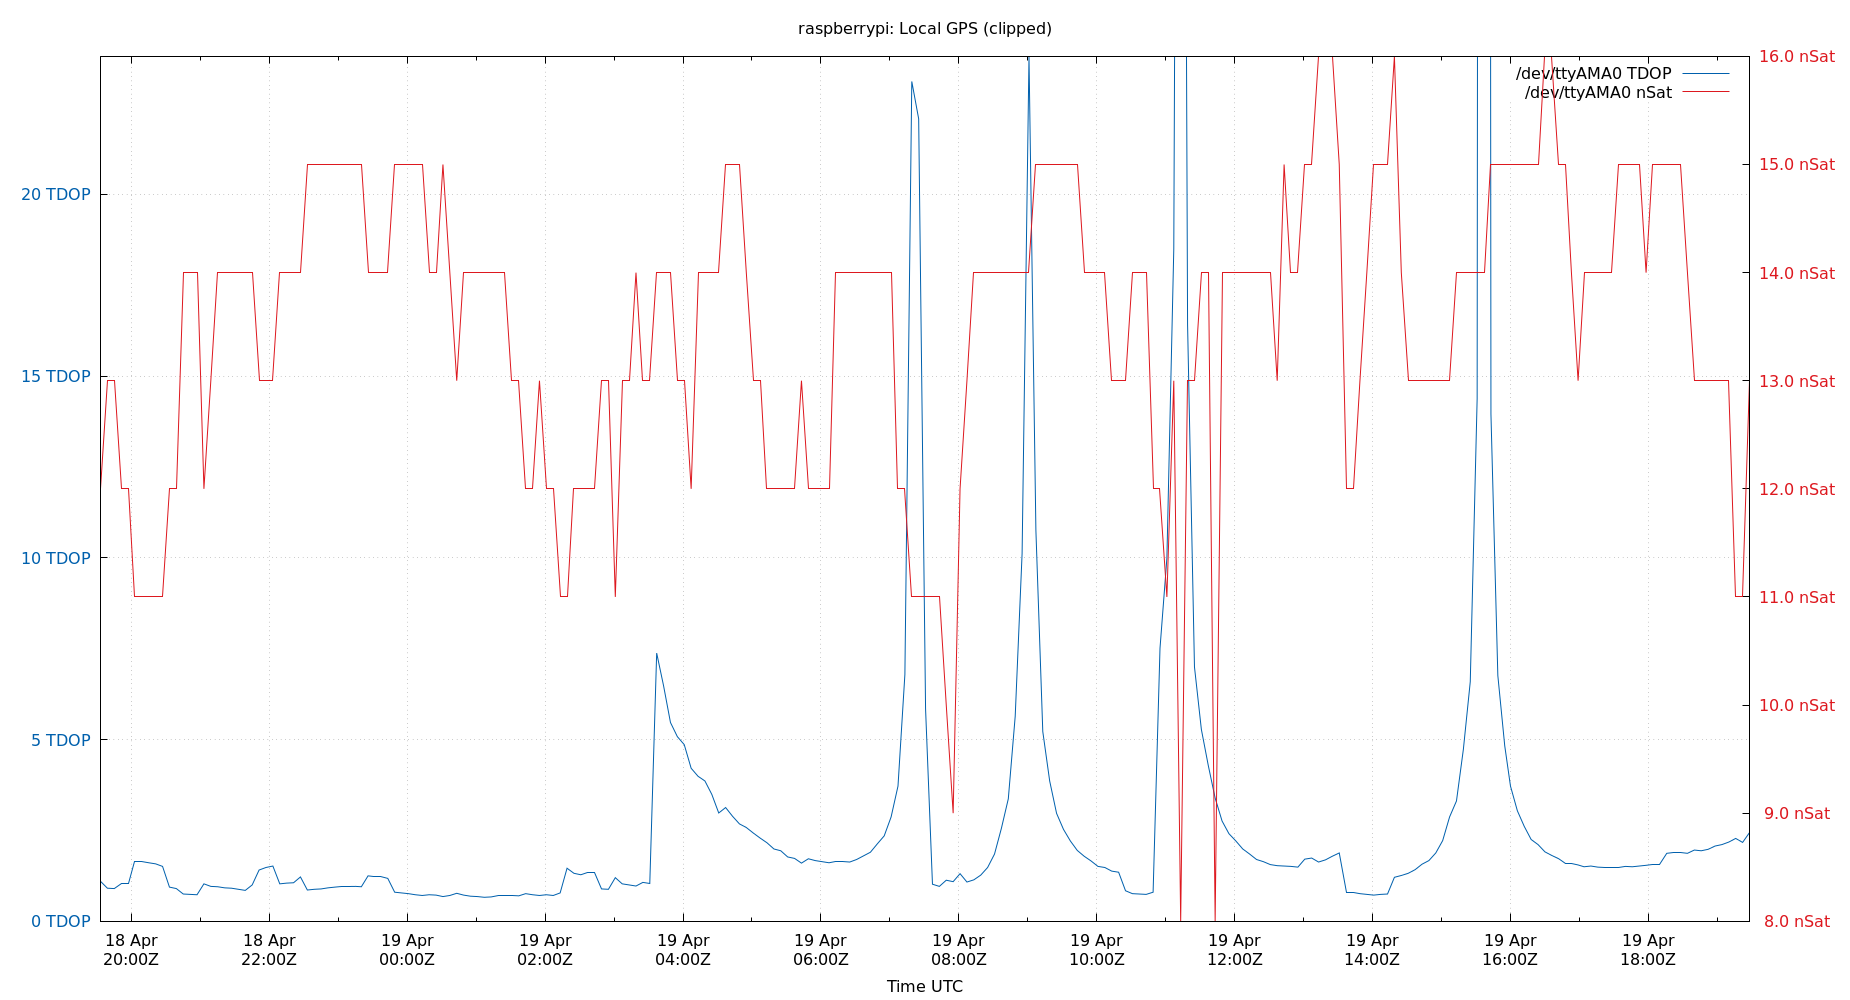 raspberrypi: Local GPS (clipped)
16.0 nSat
/dev/ttyAMA0 TDOP
/dev/ttyAMA0 nSat
15.0 nSat
20 TDOP
14.0 nSat
15 TDOP
13.0 nSat
12.0 nSat
10 TDOP
11.0 nSat
10.0 nSat
5 TDOP
9.0 nSat
0 TDOP
8.0 nSat
18 Apr 18 Apr 19 Apr 19 Apr 19 Apr 19 Apr 19 Apr 19 Apr 19 Apr 19 Apr 19 Apr 19 Apr
20:00Z 22:00Z 00:00Z 02:00Z 04:00Z 06:00Z 08:00Z 10:00Z 12:00Z 14:00Z 16:00Z 18:00Z
Time UTC